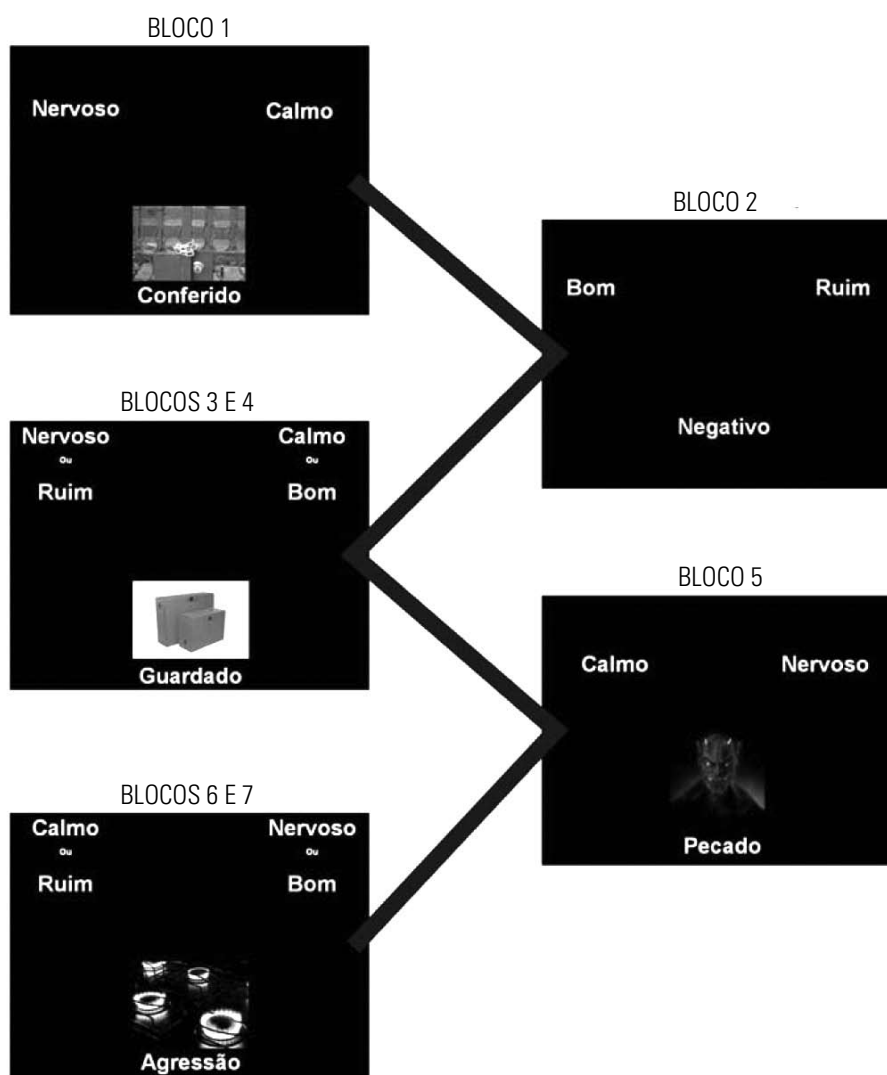 BLOCO 1
Nervoso Calmo
Conferido
BLOCO 2
Bom Ruim
Negativo
BLOCOS 3 E 4
Nervoso Calmo
Ou Ou
Ruim Bom
Guardado
BLOCO 5
Calmo Nervoso
Pecado
BLOCOS 6 E 7
Calmo Nervoso
Ou Ou
Ruim Bom
Agressão